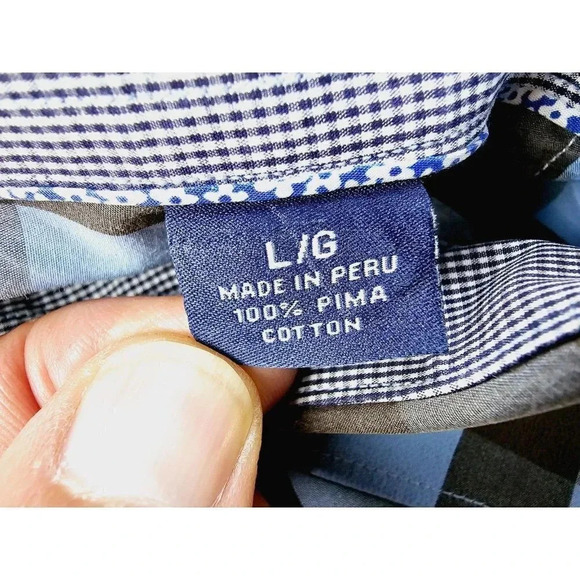 L/G
MADE IN PERU
100% PIMA
COTTON